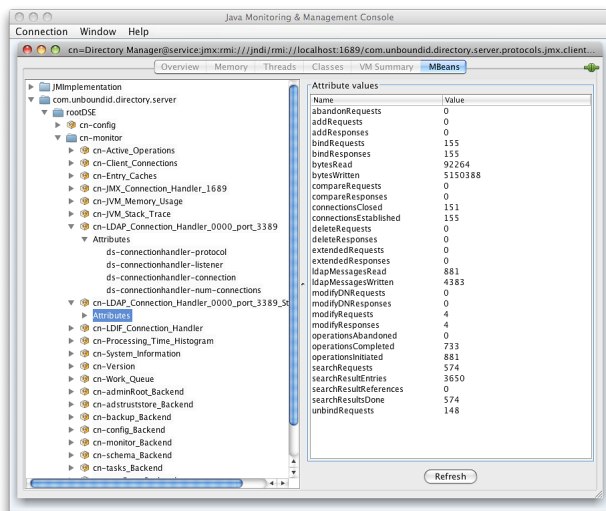 Java Monitoring & Management Console
Connection Window Help
cn=Directory Manager@service:jmx:rmi:///jndi/rmi://localhost:1689/com.unboundid.directory.server.protocols.jmx.client...
Overview Memory Threads Classes VM Summary MBeans
JMImplementation
com.unboundid.directory.server
rootDSE
cn-config
cn-monitor
cn-Active_Operations
cn-Client_Connections
cn-Entry_Caches
cn-JMX_Connection_Handler_1689
cn-JVM_Memory_Usage
cn-JVM_Stack_Trace
cn-LDAP_Connection_Handler_0000_port_3389
Attributes
ds-connectionhandler-protocol
ds-connectionhandler-listener
ds-connectionhandler-connection
ds-connectionhandler-num-connections
cn-LDAP_Connection_Handler_0000_port_3389_St
Attributes
cn-LDIF_Connection_Handler
cn-Processing_Time_Histogram
cn-System_Information
cn-Version
cn-Work_Queue
cn-adminRoot_Backend
cn-adstruststore_Backend
cn-backup_Backend
cn-config_Backend
cn-monitor_Backend
cn-schema_Backend
cn-tasks_Backend
Attribute values
Name Value
abandonRequests 0
addRequests 0
addResponses 0
bindRequests 155
bindResponses 155
bytesRead 92264
bytesWritten 5150388
compareRequests 0
compareResponses 0
connectionsClosed 151
connectionsEstablished 155
deleteRequests 0
deleteResponses 0
extendedRequests 0
extendedResponses 0
ldapMessagesRead 881
ldapMessagesWritten 4383
modifyDNRequests 0
modifyDNResponses 0
modifyRequests 4
modifyResponses 4
operationsAbandoned 0
operationsCompleted 733
operationsInitiated 881
searchRequests 574
searchResultEntries 3650
searchResultReferences 0
searchResultsDone 574
unbindRequests 148
Refresh